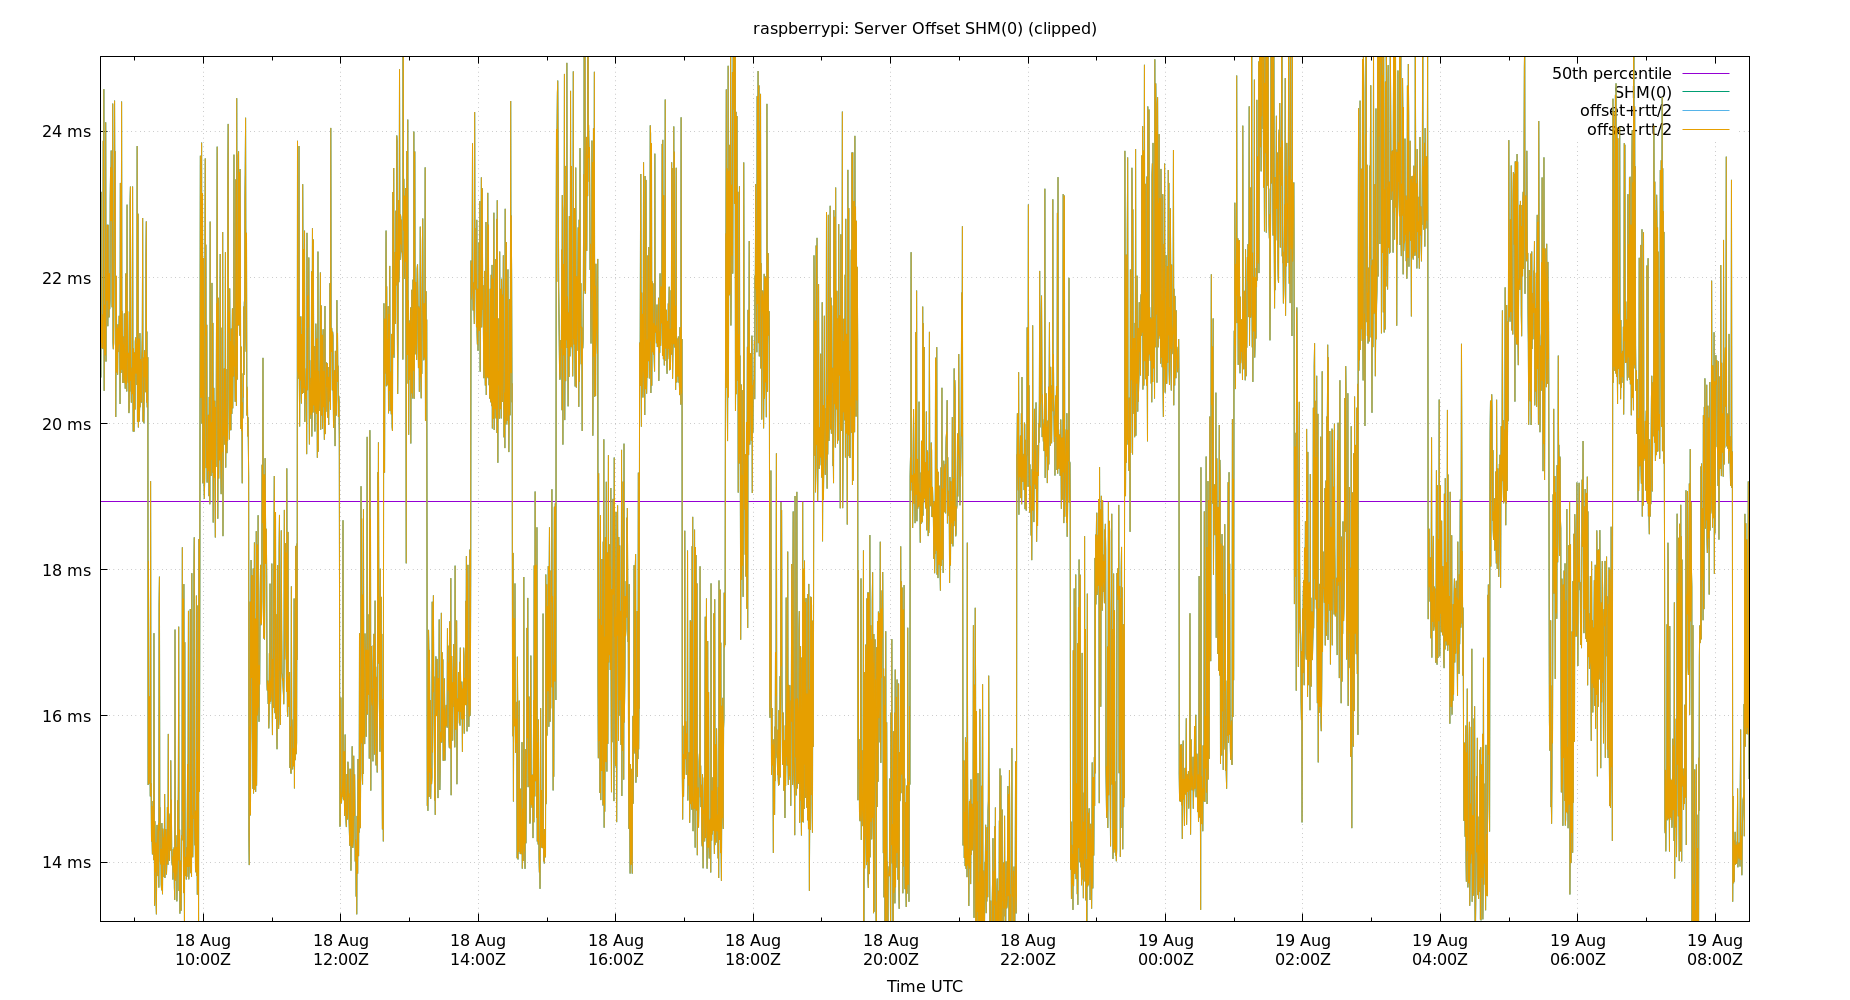 raspberrypi: Server Offset SHM(0) (clipped)
50th percentile
SHM(0)
offset+rtt/2
offset-rtt/2
24 ms
22 ms
20 ms
18 ms
16 ms
14 ms
18 Aug 18 Aug 18 Aug 18 Aug 18 Aug 18 Aug 18 Aug 19 Aug 19 Aug 19 Aug 19 Aug 19 Aug
10:00Z 12:00Z 14:00Z 16:00Z 18:00Z 20:00Z 22:00Z 00:00Z 02:00Z 04:00Z 06:00Z 08:00Z
Time UTC